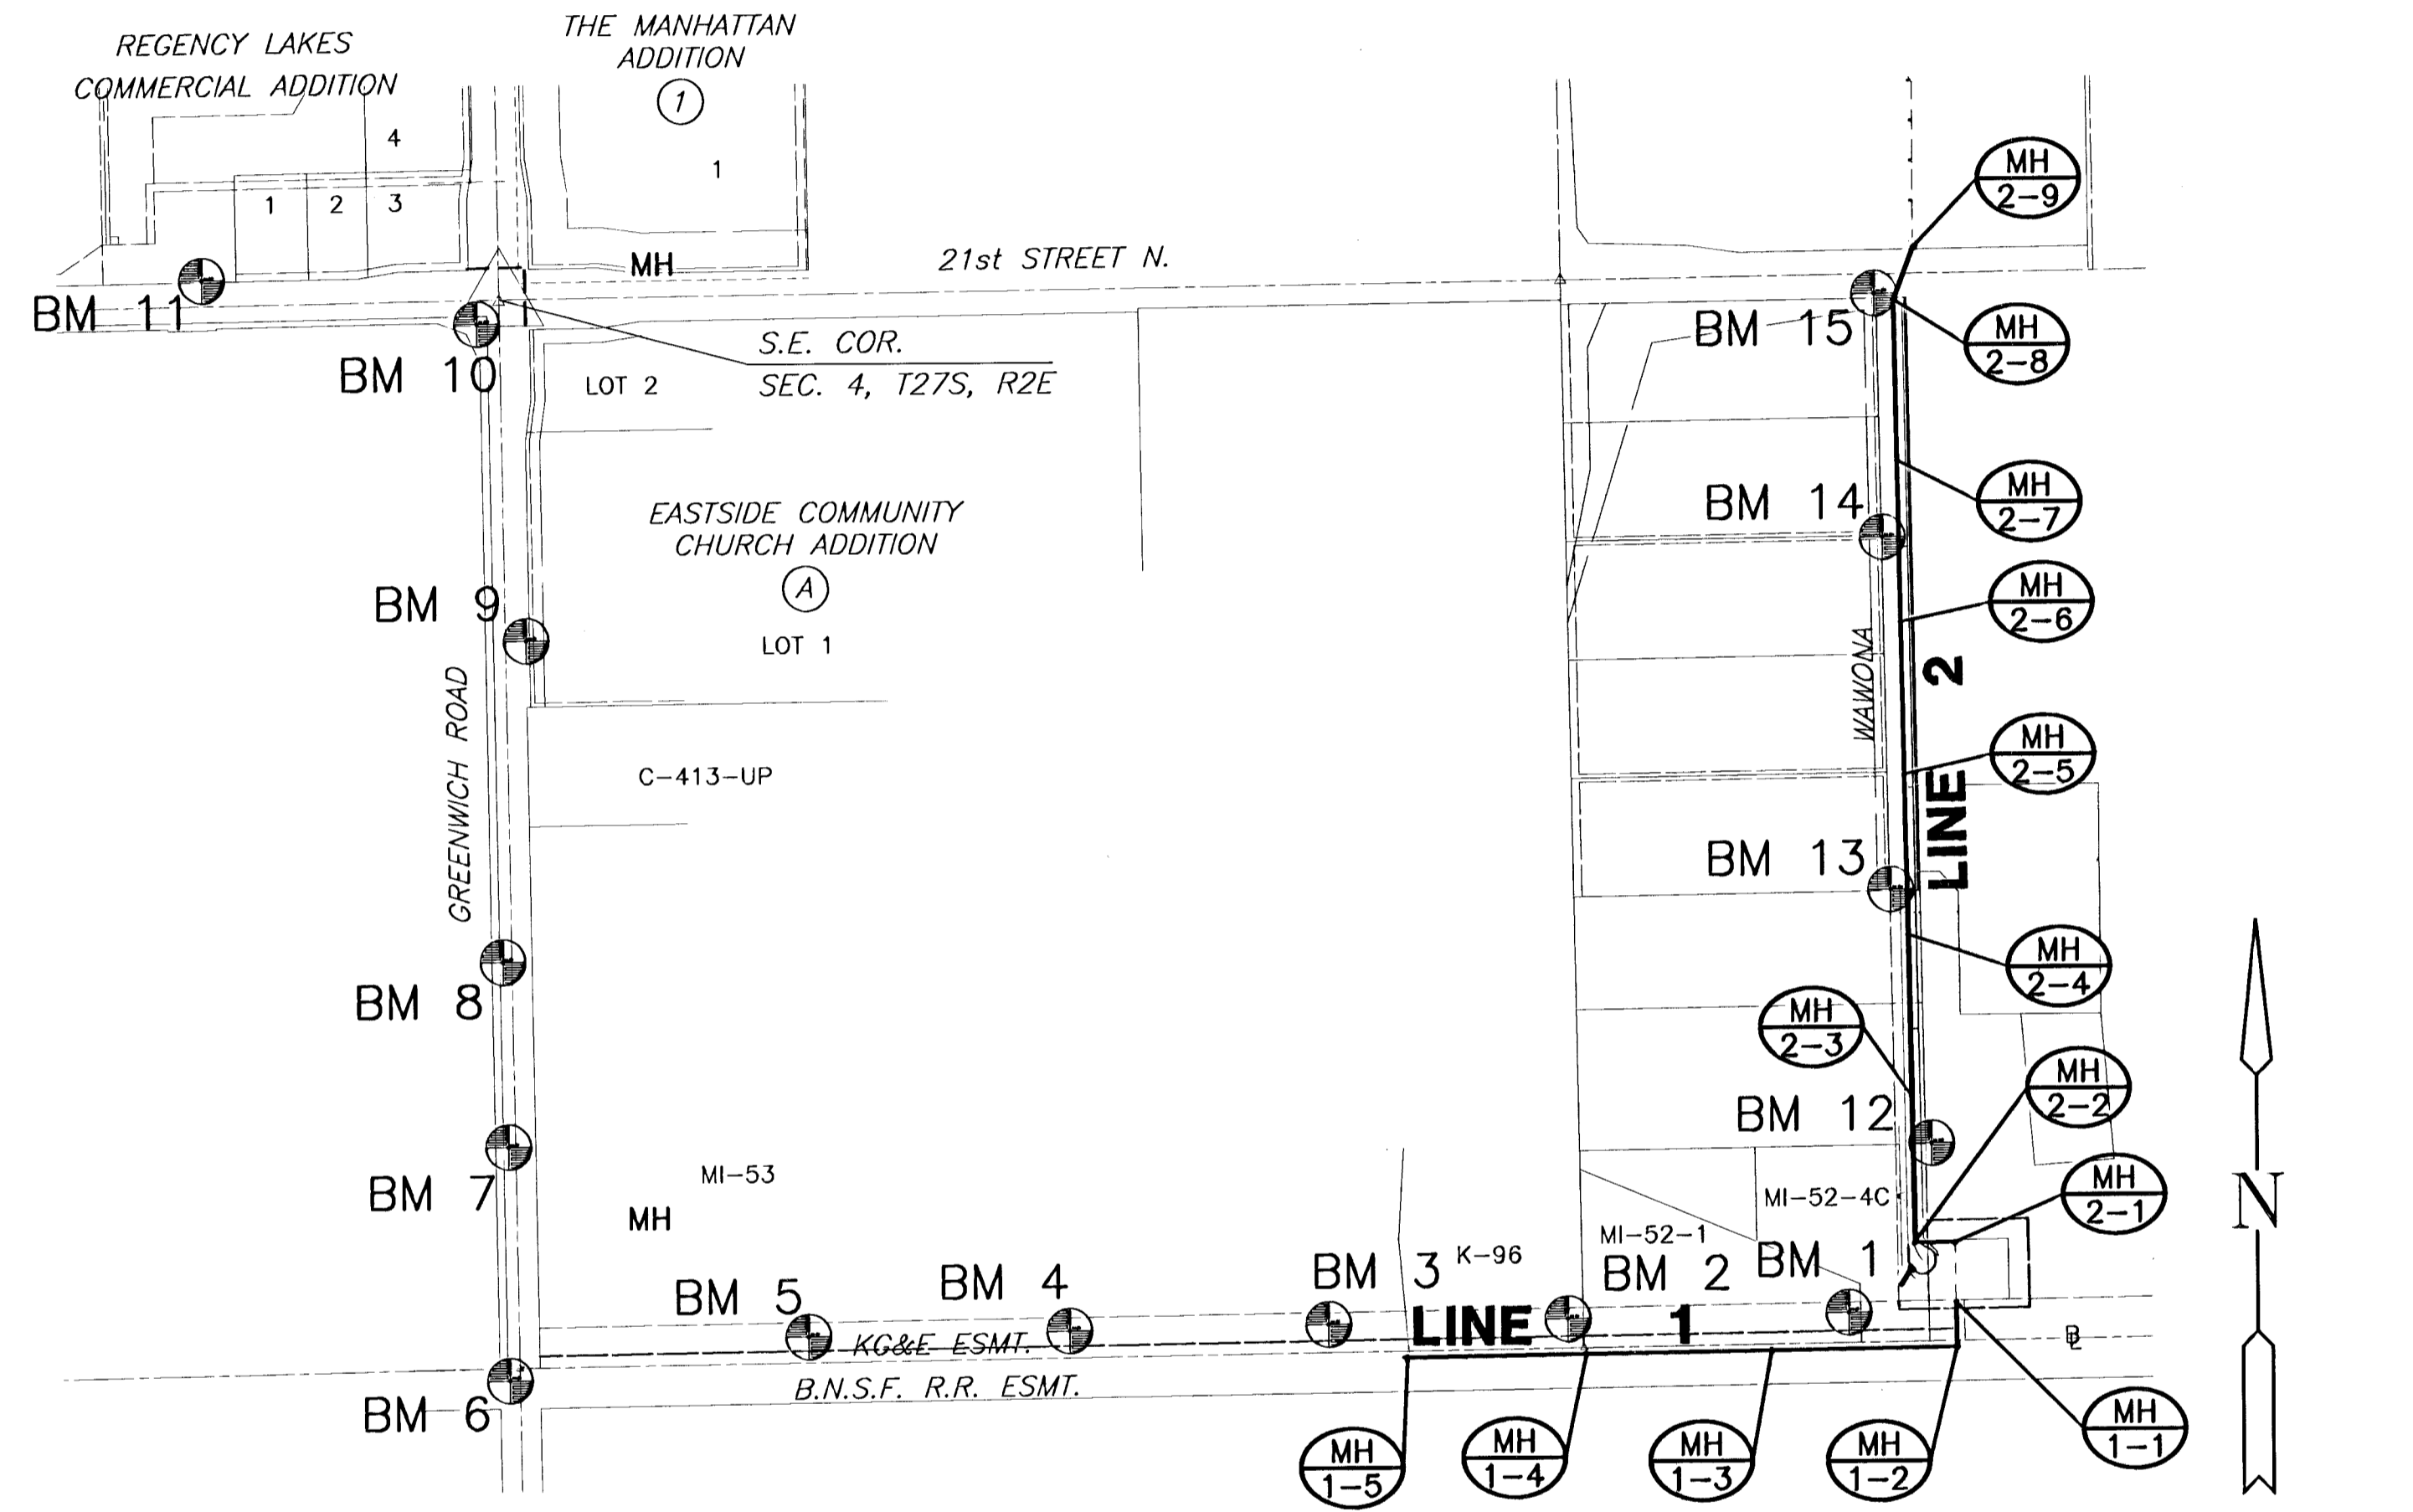 REGENCY LAKES
COMMERCIAL ADDITION
THE MANHATTAN
ADDITION
1
1
4
1
2
3
MH
21st STREET N.
BM 11
BM 10
S.E. COR.
SEC. 4, T27S, R2E
LOT 2
EASTSIDE COMMUNITY
CHURCH ADDITION
A
LOT 1
BM 9
GREENWICH ROAD
C-413-UP
BM 8
BM 7
MI-53
MH
BM 6
BM 5
BM 4
BM 3
K-96
KG&E ESMT.
B.N.S.F. R.R. ESMT.
LINE 1
MI-52-1
BM 2
MI-52-4C
BM 1
BM 12
BM 13
BM 14
BM 15
WAWONA
LINE 2
MH
2-9
MH
2-8
MH
2-7
MH
2-6
MH
2-5
MH
2-4
MH
2-3
MH
2-2
MH
2-1
MH
1-1
MH
1-2
MH
1-3
MH
1-4
MH
1-5
N